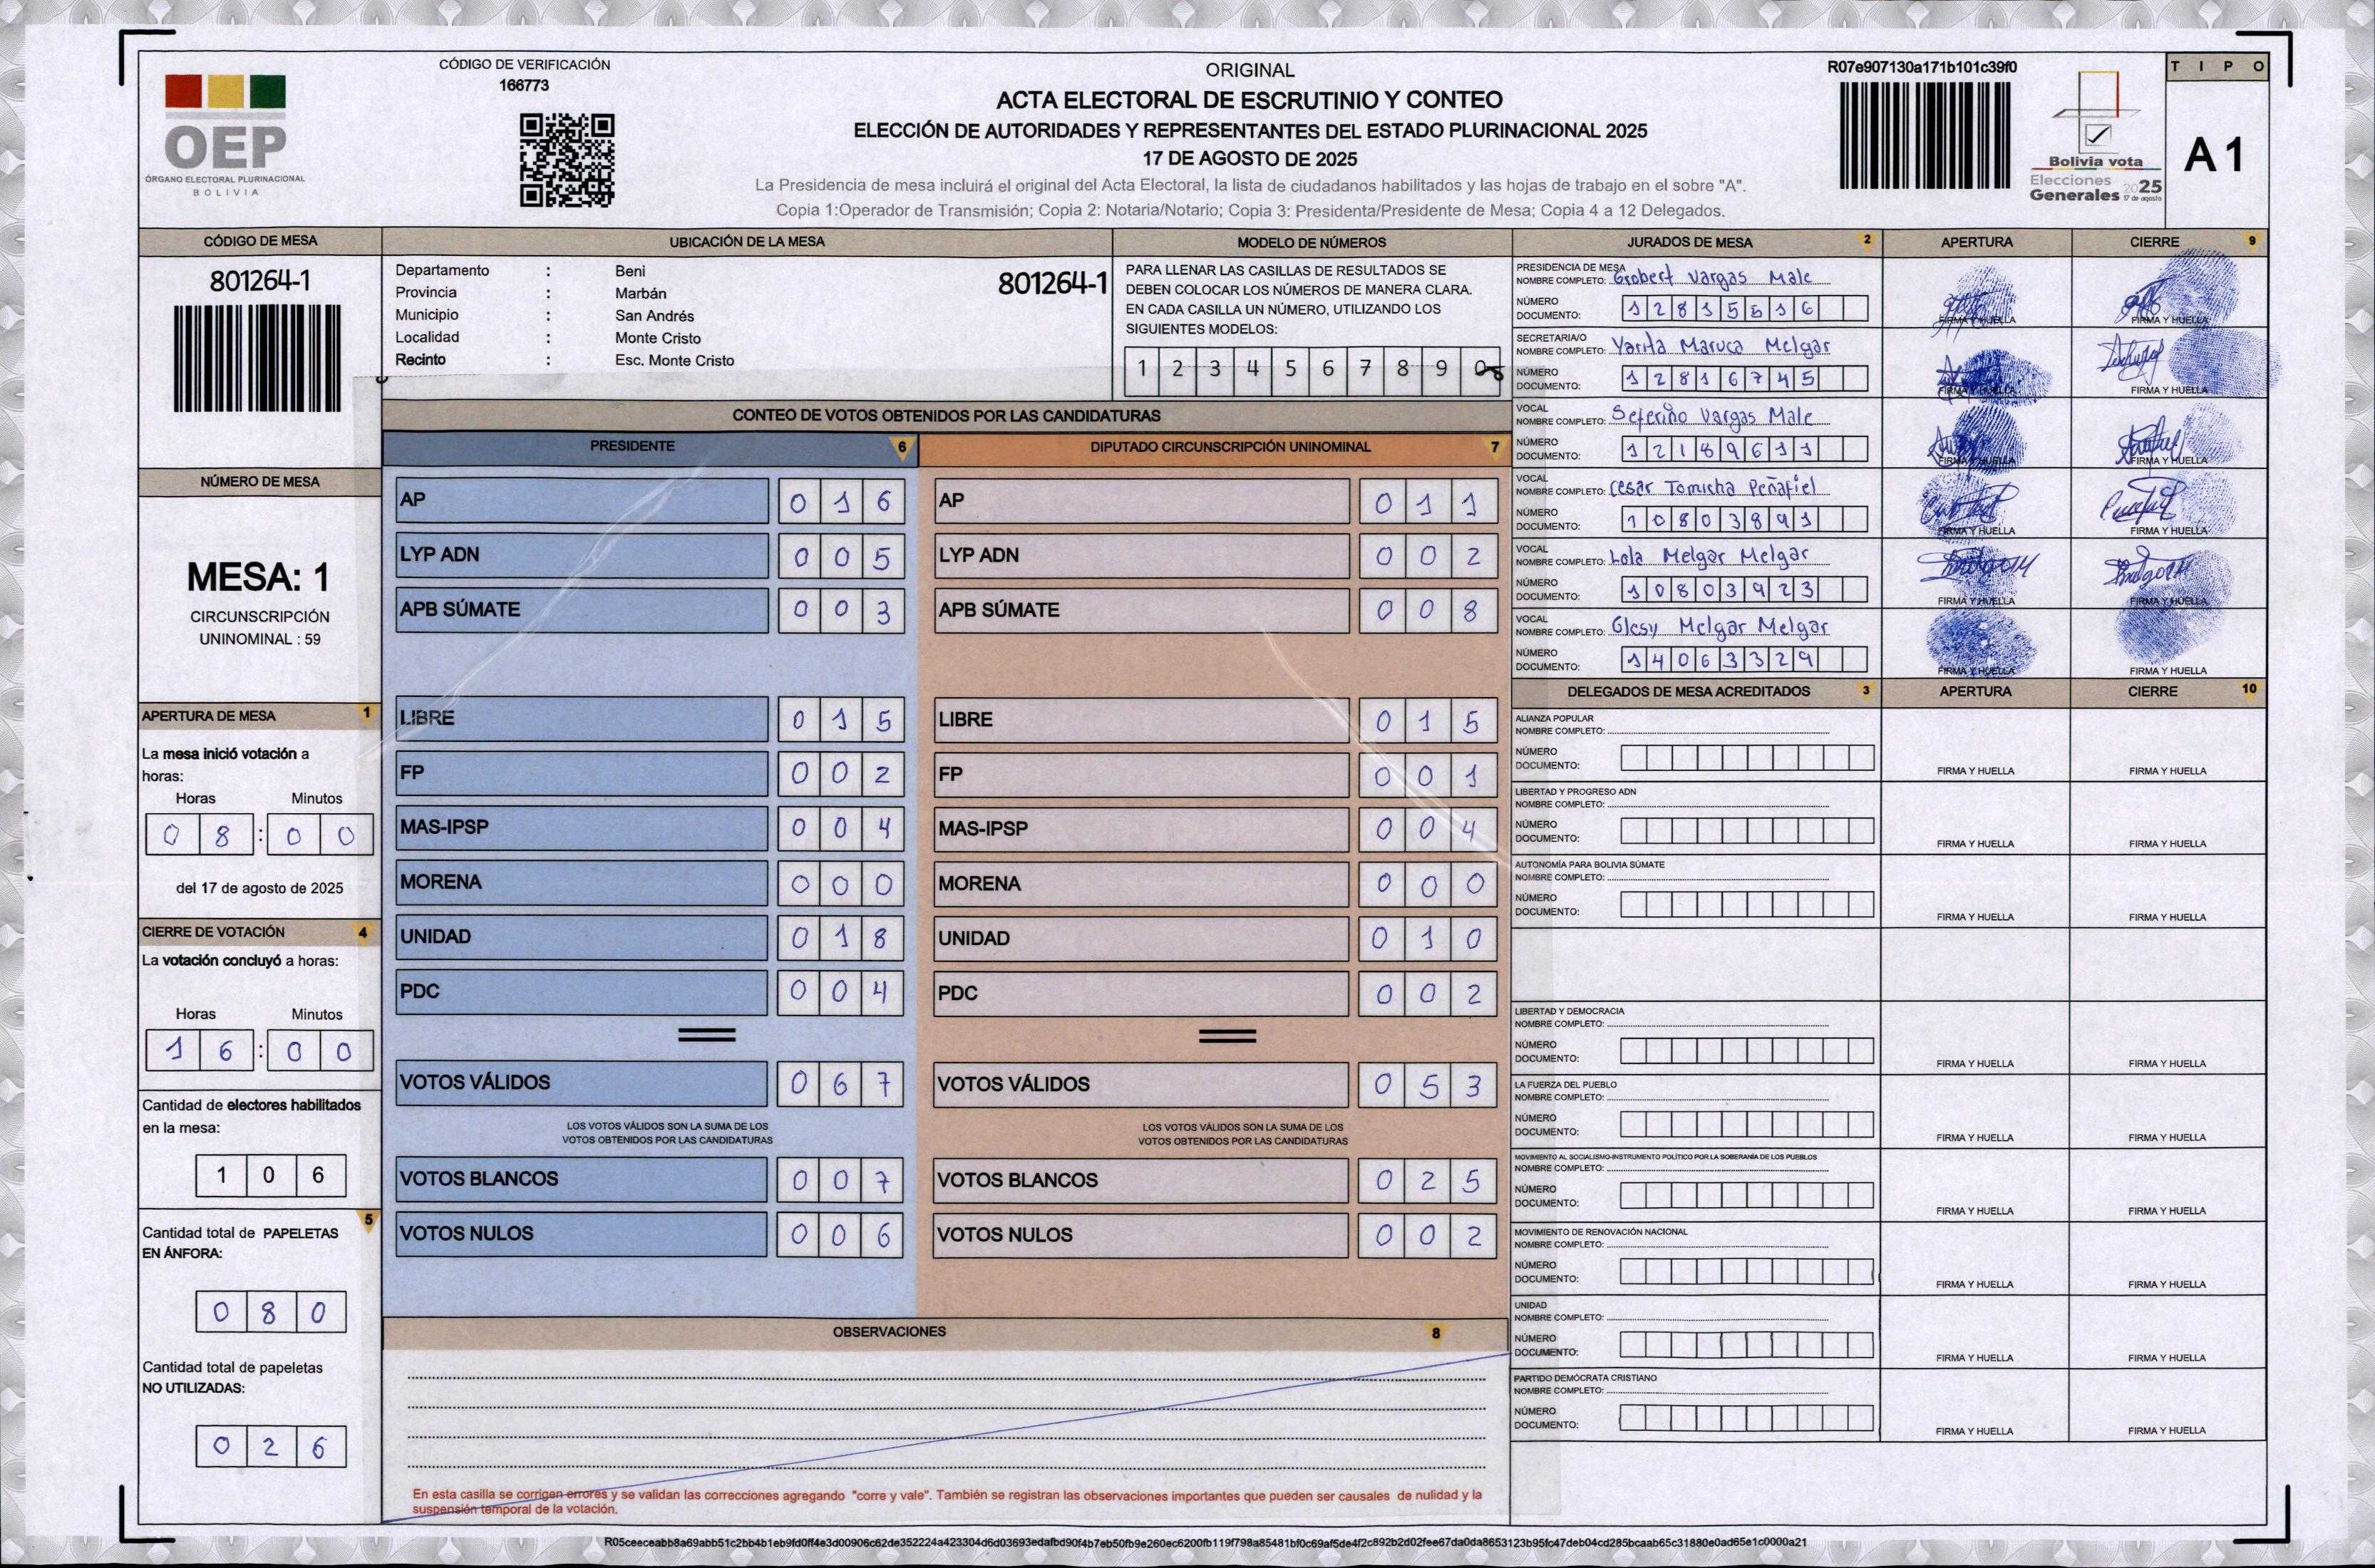 CÓDIGO DE VERIFICACIÓN
166773
OEP
ÓRGANO ELECTORAL PLURINACIONAL
BOLIVIA
ORIGINAL
ACTA ELECTORAL DE ESCRUTINIO Y CONTEO
ELECCIÓN DE AUTORIDADES Y REPRESENTANTES DEL ESTADO PLURINACIONAL 2025
17 DE AGOSTO DE 2025
La Presidencia de mesa incluirá el original del Acta Electoral, la lista de ciudadanos habilitados y las hojas de trabajo en el sobre "A".
Copia 1:Operador de Transmisión; Copia 2: Notaria/Notario; Copia 3: Presidenta/Presidente de Mesa; Copia 4 a 12 Delegados.
R07e907130a171b101c39f0
Bolivia vota
Elecciones
Generales 2025
17 de agosto
TIPO
A 1
CÓDIGO DE MESA
801264-1
NÚMERO DE MESA
MESA: 1
CIRCUNSCRIPCIÓN
UNINOMINAL : 59
APERTURA DE MESA 1
La mesa inició votación a
horas:
Horas Minutos
0 8 : 0 0
del 17 de agosto de 2025
CIERRE DE VOTACIÓN 4
La votación concluyó a horas:
Horas Minutos
1 6 : 0 0
Cantidad de electores habilitados
en la mesa:
1 0 6
5
Cantidad total de PAPELETAS
EN ÁNFORA:
0 8 0
Cantidad total de papeletas
NO UTILIZADAS:
0 2 6
UBICACIÓN DE LA MESA
Departamento : Beni
Provincia : Marbán
Municipio : San Andrés
Localidad : Monte Cristo
Recinto : Esc. Monte Cristo
801264-1
MODELO DE NÚMEROS
PARA LLENAR LAS CASILLAS DE RESULTADOS SE
DEBEN COLOCAR LOS NÚMEROS DE MANERA CLARA.
EN CADA CASILLA UN NÚMERO, UTILIZANDO LOS
SIGUIENTES MODELOS:
1 2 3 4 5 6 7 8 9 0
CONTEO DE VOTOS OBTENIDOS POR LAS CANDIDATURAS
PRESIDENTE 6
AP 0 1 6
LYP ADN 0 0 5
APB SÚMATE 0 0 3
LIBRE 0 1 5
FP 0 0 2
MAS-IPSP 0 0 4
MORENA 0 0 0
UNIDAD 0 1 8
PDC 0 0 4
VOTOS VÁLIDOS 0 6 7
LOS VOTOS VÁLIDOS SON LA SUMA DE LOS
VOTOS OBTENIDOS POR LAS CANDIDATURAS
VOTOS BLANCOS 0 0 7
VOTOS NULOS 0 0 6
DIPUTADO CIRCUNSCRIPCIÓN UNINOMINAL 7
AP 0 1 1
LYP ADN 0 0 2
APB SÚMATE 0 0 8
LIBRE 0 1 5
FP 0 0 1
MAS-IPSP 0 0 4
MORENA 0 0 0
UNIDAD 0 1 0
PDC 0 0 2
VOTOS VÁLIDOS 0 5 3
LOS VOTOS VÁLIDOS SON LA SUMA DE LOS
VOTOS OBTENIDOS POR LAS CANDIDATURAS
VOTOS BLANCOS 0 2 5
VOTOS NULOS 0 0 2
OBSERVACIONES 8
En esta casilla se corrigen errores y se validan las correcciones agregando "corre y vale". También se registran las observaciones importantes que pueden ser causales de nulidad y la
suspensión temporal de la votación.
JURADOS DE MESA 2 APERTURA CIERRE 9
PRESIDENCIA DE MESA
NOMBRE COMPLETO: Grobert Vargas Male
NÚMERO
DOCUMENTO:
FIRMA Y HUELLA FIRMA Y HUELLA
SECRETARIA/O
NOMBRE COMPLETO: Maruca Melgar
NÚMERO
DOCUMENTO: 1 2 8 1 6 7 4 5
FIRMA Y HUELLA FIRMA Y HUELLA
VOCAL
NOMBRE COMPLETO: Seferino Vargas Male
NÚMERO
DOCUMENTO: 1 2 1 8 9 6 1 1
FIRMA Y HUELLA FIRMA Y HUELLA
VOCAL
NOMBRE COMPLETO: Cesar Tomicha Peñafiel
NÚMERO
DOCUMENTO: 1 0 8 0 3 8 9 1
FIRMA Y HUELLA FIRMA Y HUELLA
VOCAL
NOMBRE COMPLETO: Lola Melgar Melgar
NÚMERO
DOCUMENTO: 1 0 8 0 3 9 2 3
FIRMA Y HUELLA FIRMA Y HUELLA
VOCAL
NOMBRE COMPLETO: Glesy Melgar Melgar
NÚMERO
DOCUMENTO: 1 4 0 6 3 3 2 9
FIRMA Y HUELLA FIRMA Y HUELLA
DELEGADOS DE MESA ACREDITADOS 3 APERTURA CIERRE 10
ALIANZA POPULAR
NOMBRE COMPLETO:
NÚMERO
DOCUMENTO:
FIRMA Y HUELLA FIRMA Y HUELLA
LIBERTAD Y PROGRESO ADN
NOMBRE COMPLETO:
NÚMERO
DOCUMENTO:
FIRMA Y HUELLA FIRMA Y HUELLA
AUTONOMÍA PARA BOLIVIA SÚMATE
NOMBRE COMPLETO:
NÚMERO
DOCUMENTO:
FIRMA Y HUELLA FIRMA Y HUELLA
LIBERTAD Y DEMOCRACIA
NOMBRE COMPLETO:
NÚMERO
DOCUMENTO:
FIRMA Y HUELLA FIRMA Y HUELLA
LA FUERZA DEL PUEBLO
NOMBRE COMPLETO:
NÚMERO
DOCUMENTO:
FIRMA Y HUELLA FIRMA Y HUELLA
MOVIMIENTO AL SOCIALISMO-INSTRUMENTO POLÍTICO POR LA SOBERANÍA DE LOS PUEBLOS
NOMBRE COMPLETO:
NÚMERO
DOCUMENTO:
FIRMA Y HUELLA FIRMA Y HUELLA
MOVIMIENTO DE RENOVACIÓN NACIONAL
NOMBRE COMPLETO:
NÚMERO
DOCUMENTO:
FIRMA Y HUELLA FIRMA Y HUELLA
UNIDAD
NOMBRE COMPLETO:
NÚMERO
DOCUMENTO:
FIRMA Y HUELLA FIRMA Y HUELLA
PARTIDO DEMÓCRATA CRISTIANO
NOMBRE COMPLETO:
NÚMERO
DOCUMENTO:
FIRMA Y HUELLA FIRMA Y HUELLA